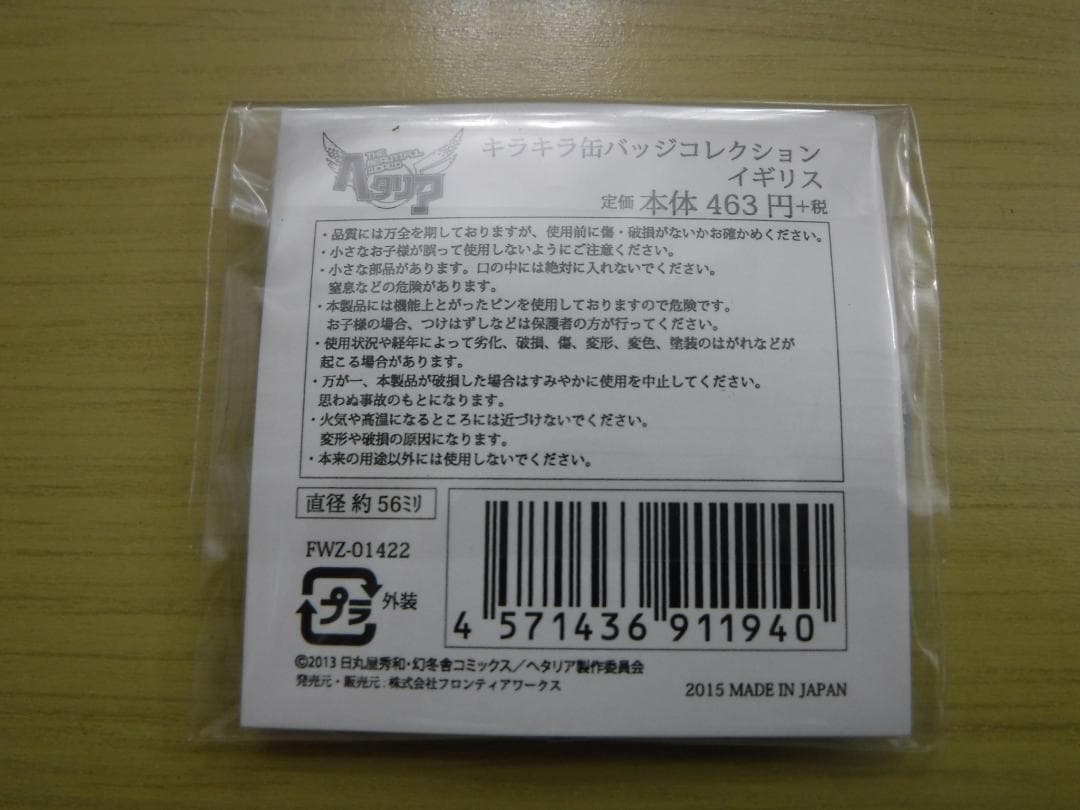 THE BEAUTIFUL WORLD
ヘタリア
キラキラ缶バッジコレクション
イギリス
定価 本体 463 円+税
・品質には万全を期しておりますが、使用前に傷・破損がないかお確かめください。
・小さなお子様が誤って使用しないようにご注意ください。
・小さな部品があります。口の中には絶対に入れないでください。
窒息などの危険があります。
・本製品には機能上とがったピンを使用しておりますので危険です。
お子様の場合、つけはずしなどは保護者の方が行ってください。
・使用状況や経年によって劣化、破損、傷、変形、変色、塗装のはがれなどが
起こる場合があります。
・万が一、本製品が破損した場合はすみやかに使用を中止してください。
思わぬ事故のもとになります。
・火気や高温になるところには近づけないでください。
変形や破損の原因になります。
・本来の用途以外には使用しないでください。
直径 約 56ミリ
FWZ-01422
プラ 外装
4 571436 911940
©2013 日丸屋秀和・幻冬舎コミックス/ヘタリア製作委員会
発売元・販売元:株式会社フロンティアワークス
2015 MADE IN JAPAN